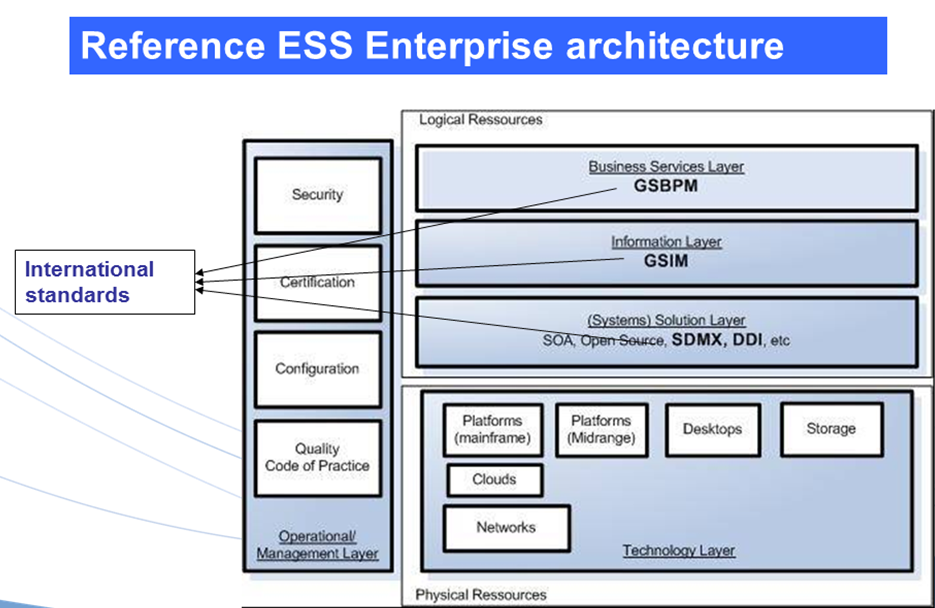 Reference ESS Enterprise architecture
International
standards
Security
Certification
Configuration
Quality
Code of Practice
Operational/
Management Layer
Logical Ressources
Business Services Layer
GSBPM
Information Layer
GSIM
(Systems) Solution Layer
SOA, Open Source, SDMX, DDI, etc
Platforms
(mainframe)
Platforms
(Midrange)
Desktops
Storage
Clouds
Networks
Technology Layer
Physical Ressources